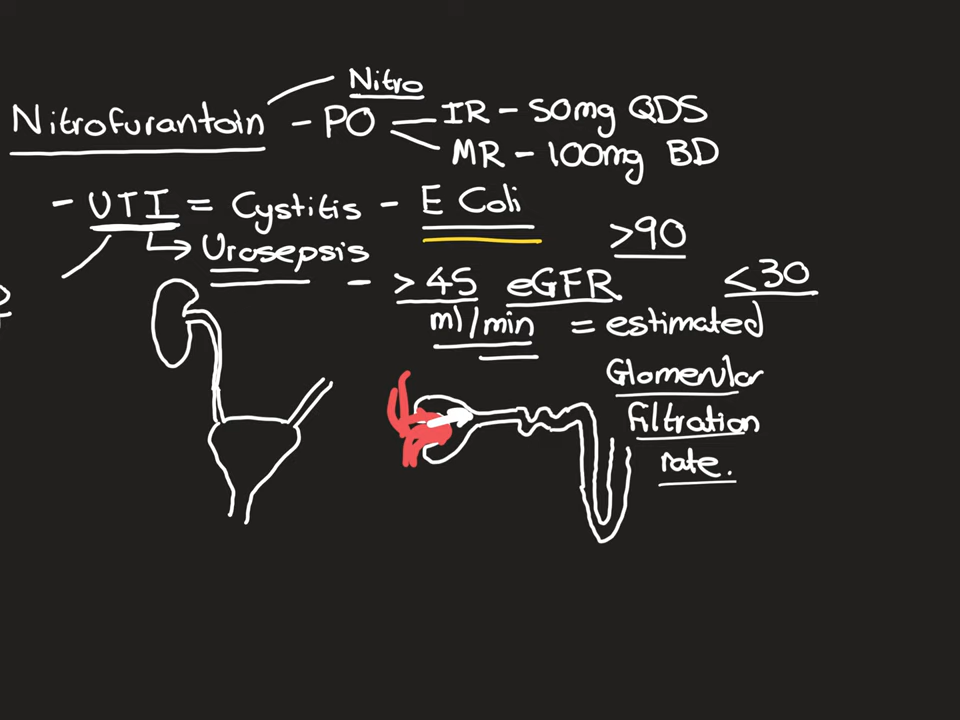 Nitro
Nitrofurantoin - PO
IR - 50mg QDS
MR - 100mg BD
- UTI = Cystitis - E Coli
Urosepsis
>90
- >45 eGFR
<30
ml/min = estimated
Glomerular
filtration
rate.